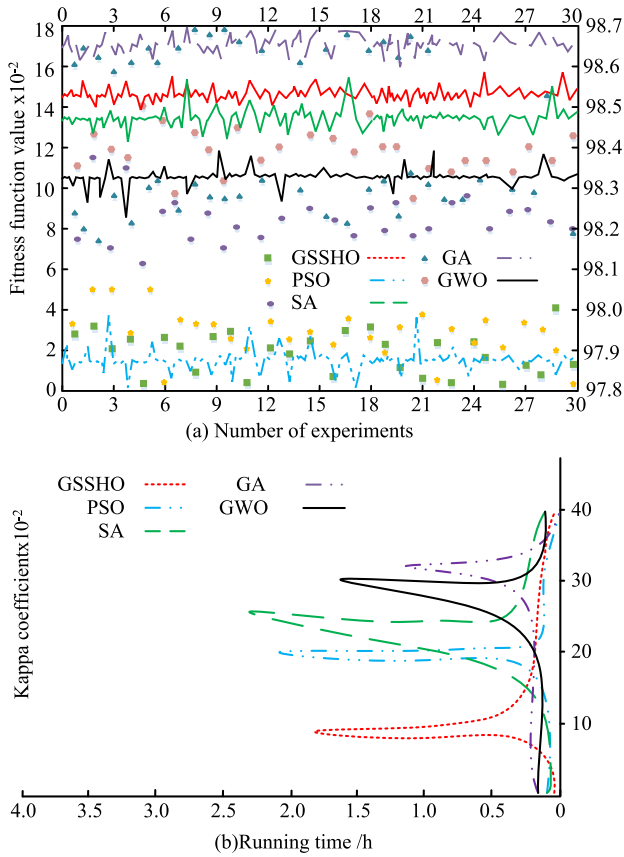 0 3 6 9 12 15 18 21 24 28 30
18 98.7
16 98.6
14 98.5
12 98.4
10 98.3
8 98.2
6 98.1
4 98.0
2 97.9
0 97.8
Fitness function value x10-2
GSSHO GA
PSO GWO
SA
0 3 6 9 11 15 18 21 24 28 30
(a) Number of experiments
GSSHO GA
PSO GWO
SA
Kappa coefficientx10-2
40
30
20
10
4.0 3.5 3.0 2.5 2.0 1.5 1.0 0.5 0
(b)Running time /h